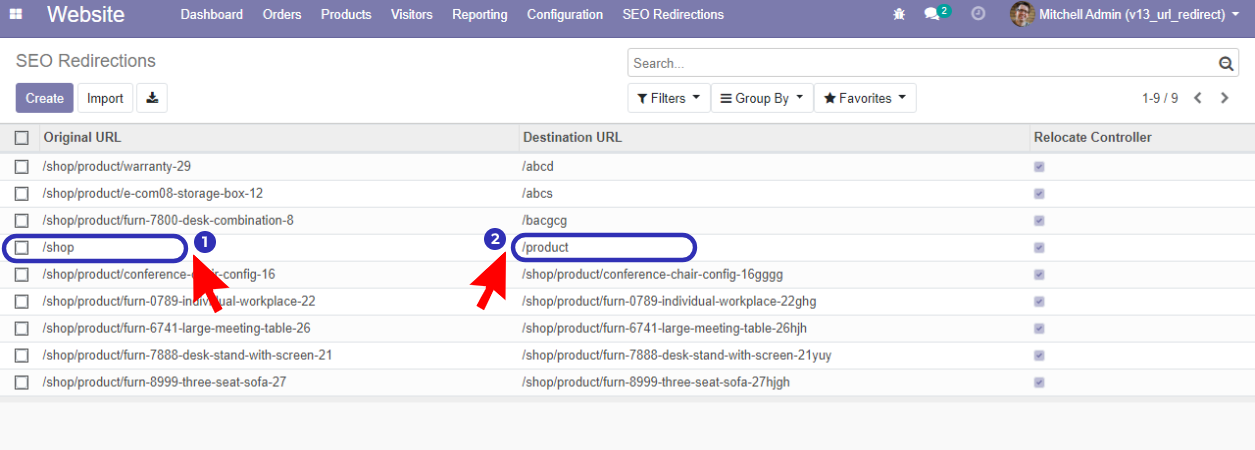 Website Dashboard Orders Products Visitors Reporting Configuration SEO Redirections 2 Mitchell Admin (v13_url_redirect)
SEO Redirections Search...
Create Import Filters Group By Favorites 1-9 / 9
Original URL Destination URL Relocate Controller
/shop/product/warranty-29 /abcd
/shop/product/e-com08-storage-box-12 /abcs
/shop/product/furn-7800-desk-combination-8 /bacgcg
/shop 1 2 /product
/shop/product/conference-chair-config-16 /shop/product/conference-chair-config-16gggg
/shop/product/furn-0789-individual-workplace-22 /shop/product/furn-0789-individual-workplace-22ghg
/shop/product/furn-6741-large-meeting-table-26 /shop/product/furn-6741-large-meeting-table-26hjh
/shop/product/furn-7888-desk-stand-with-screen-21 /shop/product/furn-7888-desk-stand-with-screen-21yuy
/shop/product/furn-8999-three-seat-sofa-27 /shop/product/furn-8999-three-seat-sofa-27hjgh